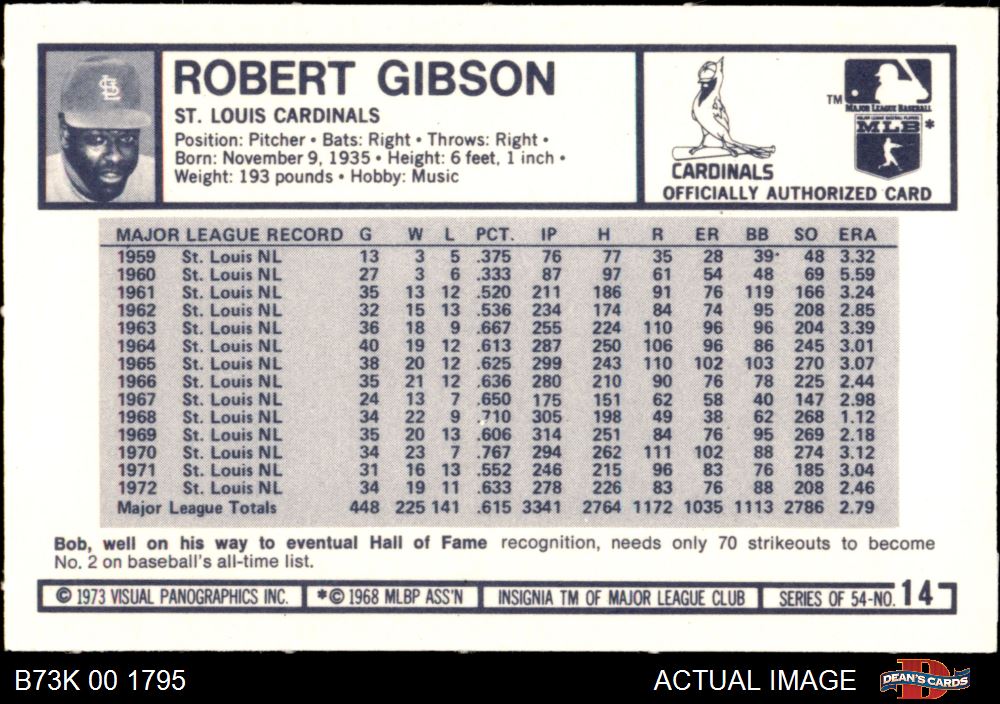 ROBERT GIBSON
ST. LOUIS CARDINALS
Position: Pitcher • Bats: Right • Throws: Right •
Born: November 9, 1935 • Height: 6 feet, 1 inch •
Weight: 193 pounds • Hobby: Music
StL
CARDINALS
TM
MAJOR LEAGUE BASEBALL
MAJOR LEAGUE BASEBALL PLAYERS
MLB *
OFFICIALLY AUTHORIZED CARD
MAJOR LEAGUE RECORD G W L PCT. IP H R ER BB SO ERA
1959 St. Louis NL 13 3 5 .375 76 77 35 28 39 48 3.32
1960 St. Louis NL 27 3 6 .333 87 97 61 54 48 69 5.59
1961 St. Louis NL 35 13 12 .520 211 186 91 76 119 166 3.24
1962 St. Louis NL 32 15 13 .536 234 174 84 74 95 208 2.85
1963 St. Louis NL 36 18 9 .667 255 224 110 96 96 204 3.39
1964 St. Louis NL 40 19 12 .613 287 250 106 96 86 245 3.01
1965 St. Louis NL 38 20 12 .625 299 243 110 102 103 270 3.07
1966 St. Louis NL 35 21 12 .636 280 210 90 76 78 225 2.44
1967 St. Louis NL 24 13 7 .650 175 151 62 58 40 147 2.98
1968 St. Louis NL 34 22 9 .710 305 198 49 38 62 268 1.12
1969 St. Louis NL 35 20 13 .606 314 251 84 76 95 269 2.18
1970 St. Louis NL 34 23 7 .767 294 262 111 102 88 274 3.12
1971 St. Louis NL 31 16 13 .552 246 215 96 83 76 185 3.04
1972 St. Louis NL 34 19 11 .633 278 226 83 76 88 208 2.46
Major League Totals 448 225 141 .615 3341 2764 1172 1035 1113 2786 2.79
Bob, well on his way to eventual Hall of Fame recognition, needs only 70 strikeouts to become
No. 2 on baseball's all-time list.
© 1973 VISUAL PANOGRAPHICS INC. *© 1968 MLBP ASS'N INSIGNIA TM OF MAJOR LEAGUE CLUB SERIES OF 54-NO. 14
B73K 00 1795 ACTUAL IMAGE D DEAN'S CARDS